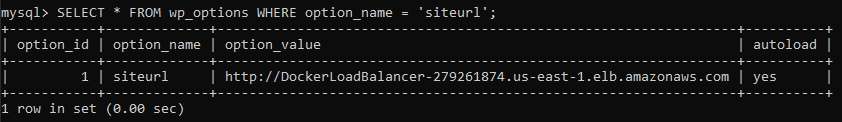 mysql> SELECT * FROM wp_options WHERE option_name = 'siteurl';
+-----------+-------------+------------------------------------------------------------------+----------+
| option_id | option_name | option_value                                                     | autoload |
+-----------+-------------+------------------------------------------------------------------+----------+
|         1 | siteurl     | http://DockerLoadBalancer-279261874.us-east-1.elb.amazonaws.com | yes      |
+-----------+-------------+------------------------------------------------------------------+----------+
1 row in set (0.00 sec)